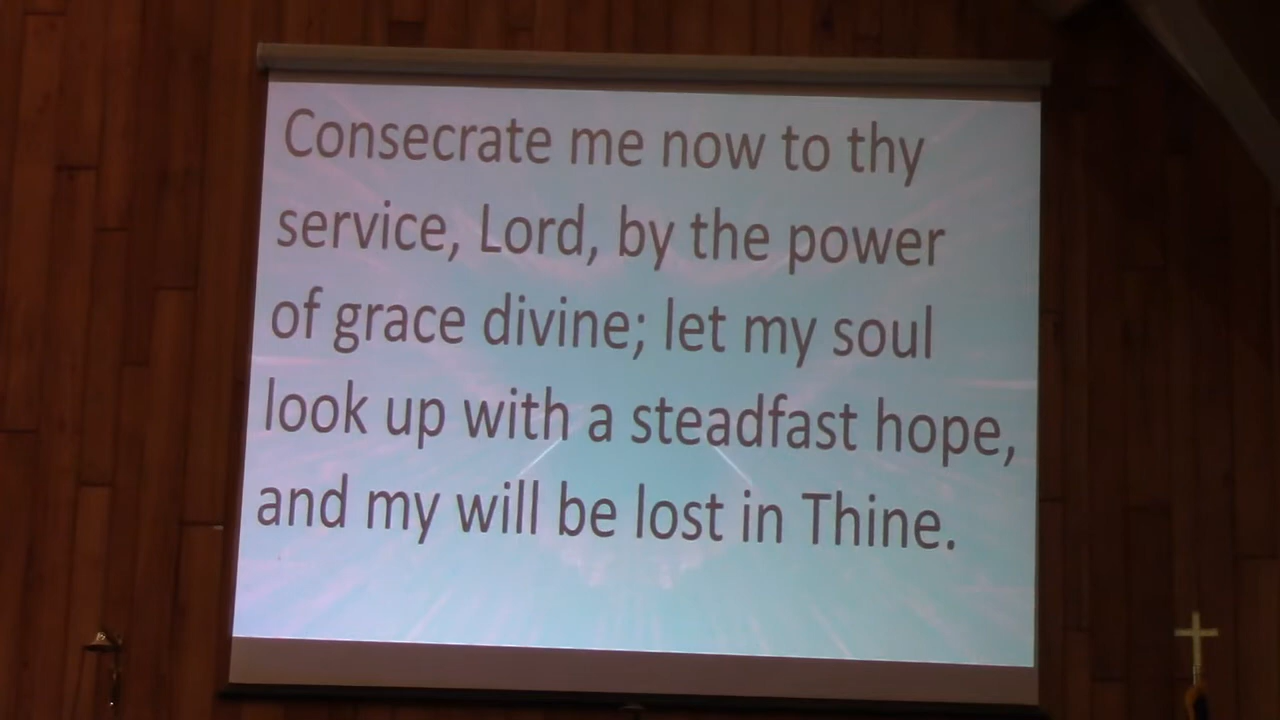 Consecrate me now to thy
service, Lord, by the power
of grace divine; let my soul
look up with a steadfast hope,
and my will be lost in Thine.